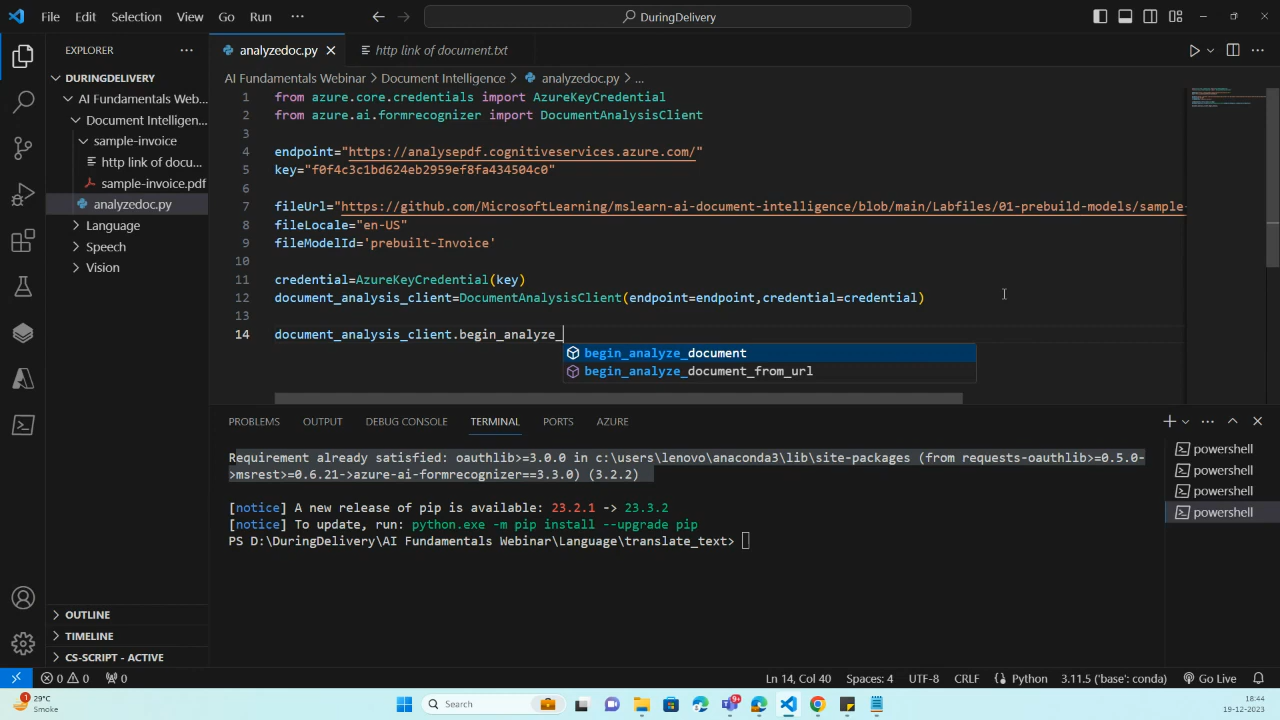 File Edit Selection View Go Run ··· DuringDelivery
EXPLORER ···
DURINGDELIVERY
AI Fundamentals Web...
Document Intelligen...
sample-invoice
http link of docu...
sample-invoice.pdf
analyzedoc.py
Language
Speech
Vision
OUTLINE
TIMELINE
CS-SCRIPT - ACTIVE
analyzedoc.py http link of document.txt
AI Fundamentals Webinar > Document Intelligence > analyzedoc.py > ...
1 from azure.core.credentials import AzureKeyCredential
2 from azure.ai.formrecognizer import DocumentAnalysisClient
3
4 endpoint="https://analysepdf.cognitiveservices.azure.com/"
5 key="f0f4c3c1bd624eb2959ef8fa434504c0"
6
7 fileUrl="https://github.com/MicrosoftLearning/mslearn-ai-document-intelligence/blob/main/Labfiles/01-prebuild-models/sample-
8 fileLocale="en-US"
9 fileModelId='prebuilt-Invoice'
10
11 credential=AzureKeyCredential(key)
12 document_analysis_client=DocumentAnalysisClient(endpoint=endpoint,credential=credential)
13
14 document_analysis_client.begin_analyze_
begin_analyze_document
begin_analyze_document_from_url
PROBLEMS OUTPUT DEBUG CONSOLE TERMINAL PORTS AZURE
Requirement already satisfied: oauthlib>=3.0.0 in c:\users\lenovo\anaconda3\lib\site-packages (from requests-oauthlib>=0.5.0-
>msrest>=0.6.21->azure-ai-formrecognizer==3.3.0) (3.2.2)
[notice] A new release of pip is available: 23.2.1 -> 23.3.2
[notice] To update, run: python.exe -m pip install --upgrade pip
PS D:\DuringDelivery\AI Fundamentals Webinar\Language\translate_text>
powershell
powershell
powershell
powershell
0 0 0 Ln 14, Col 40 Spaces: 4 UTF-8 CRLF Python 3.11.5 ('base': conda) Go Live
29°C
Smoke
Search
18:44
19-12-2023